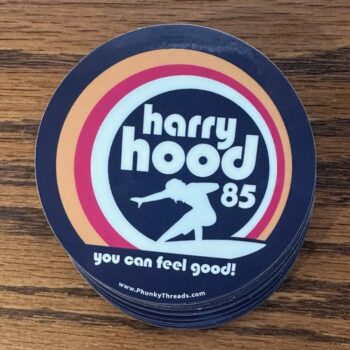 harry
hood
85
you can feel good!
www.PhunkyThreads.com